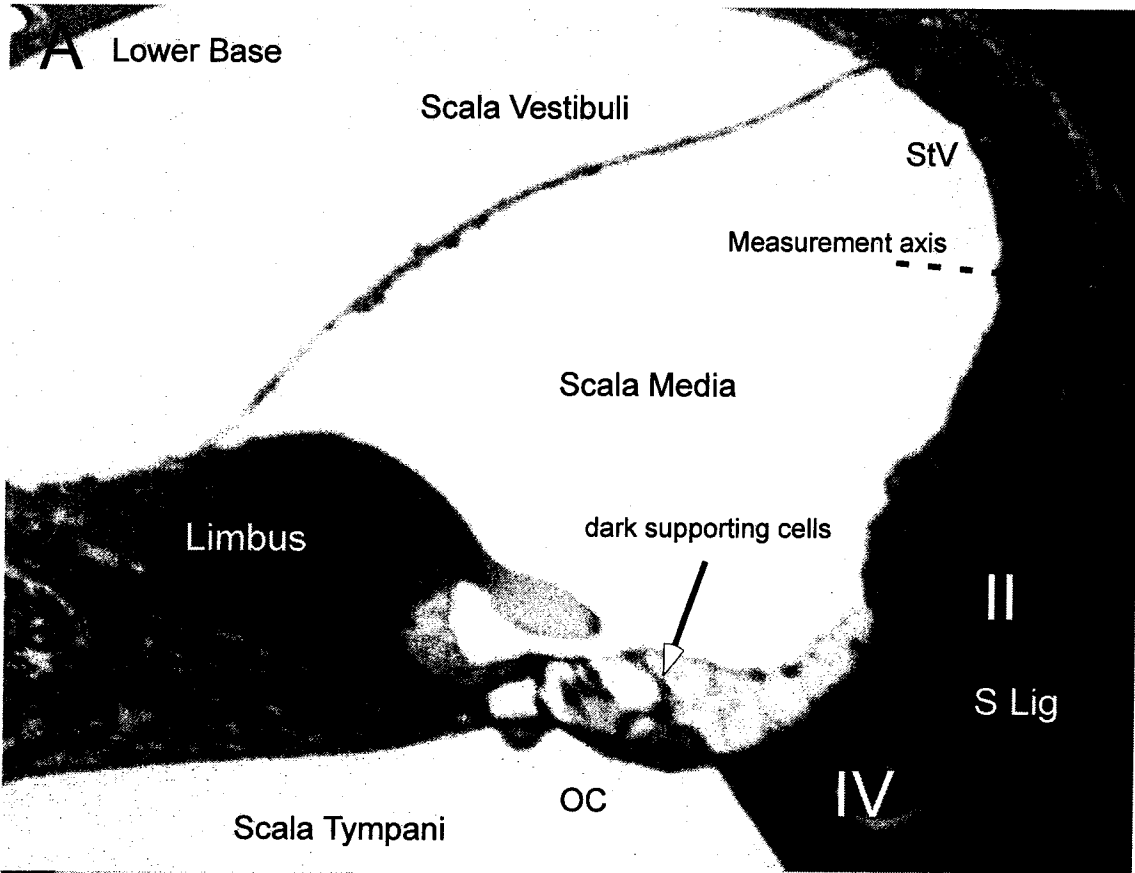 A Lower Base
Scala Vestibuli
StV
Measurement axis
Scala Media
Limbus
dark supporting cells
II
S Lig
IV
OC
Scala Tympani